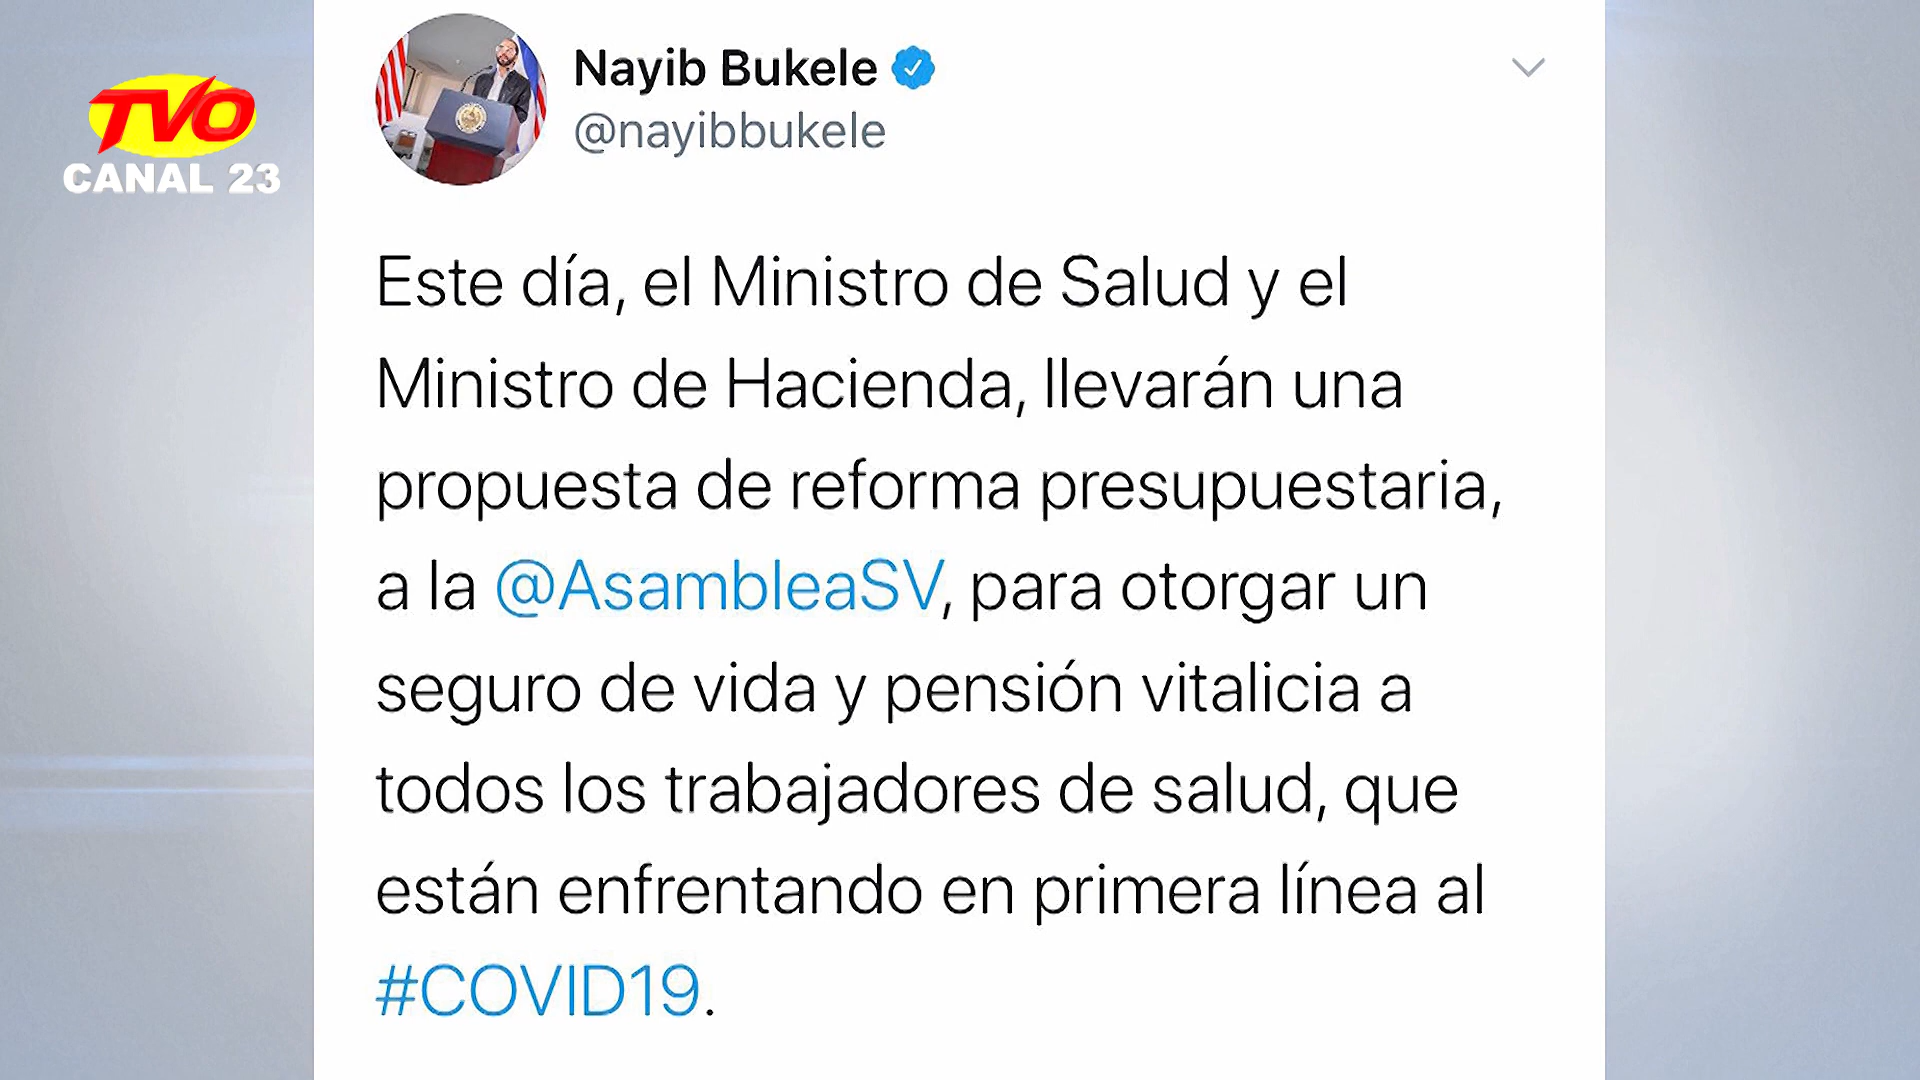 TVO
CANAL 23
Nayib Bukele
@nayibbukele
Este día, el Ministro de Salud y el
Ministro de Hacienda, llevarán una
propuesta de reforma presupuestaria,
a la @AsambleaSV, para otorgar un
seguro de vida y pensión vitalicia a
todos los trabajadores de salud, que
están enfrentando en primera línea al
#COVID19.